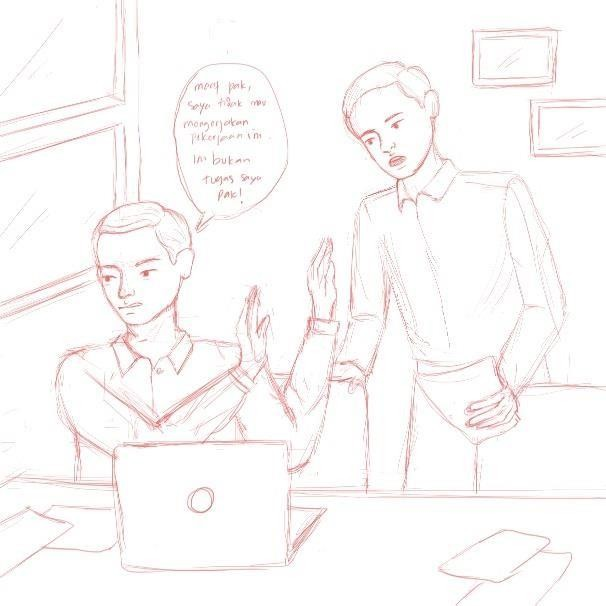 maaf pak,
saya tidak mau
mengerjakan
pekerjaan ini.
Ini bukan
tugas saya
pak!